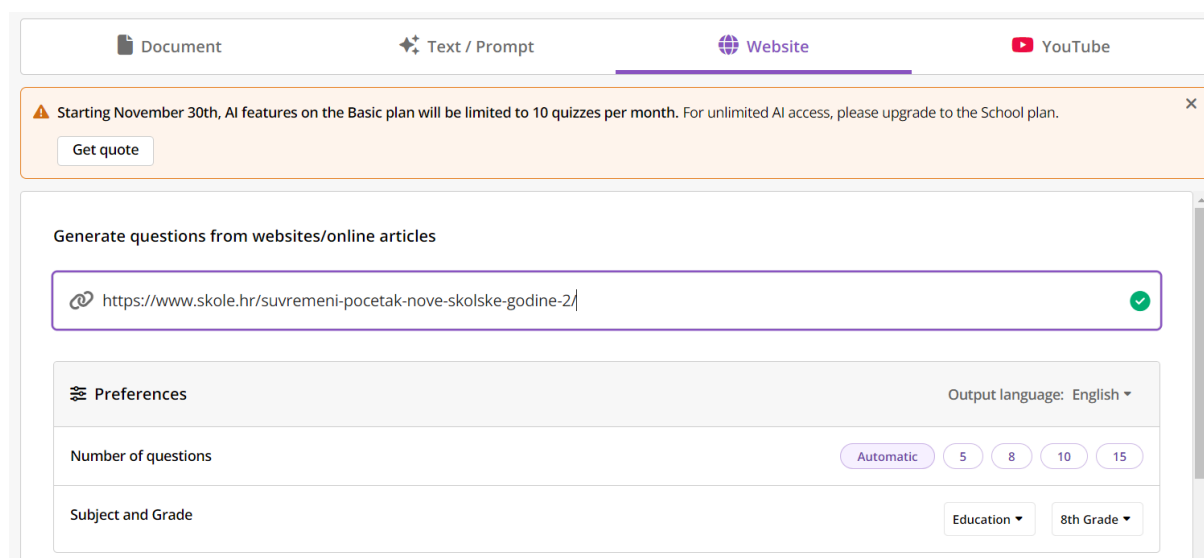 Document
Text / Prompt
Website
YouTube
Starting November 30th, AI features on the Basic plan will be limited to 10 quizzes per month. For unlimited AI access, please upgrade to the School plan.
Get quote
Generate questions from websites/online articles
https://www.skole.hr/suvremeni-pocetak-nove-skolske-godine-2/
Preferences
Output language: English
Number of questions
Automatic 5 8 10 15
Subject and Grade
Education 8th Grade